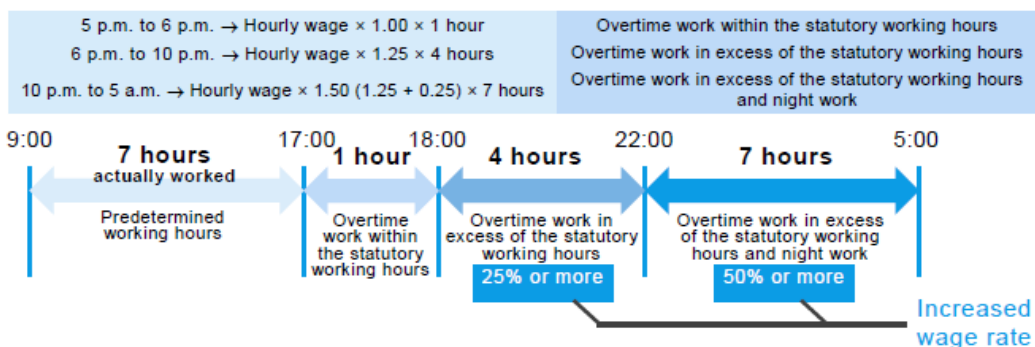 5 p.m. to 6 p.m. → Hourly wage × 1.00 × 1 hour
Overtime work within the statutory working hours
6 p.m. to 10 p.m. → Hourly wage × 1.25 × 4 hours
Overtime work in excess of the statutory working hours
10 p.m. to 5 a.m. → Hourly wage × 1.50 (1.25 + 0.25) × 7 hours
Overtime work in excess of the statutory working hours
and night work
9:00
17:00
18:00
22:00
5:00
7 hours
actually worked
1 hour
4 hours
7 hours
Predetermined
working hours
Overtime
work within
the statutory
working hours
Overtime work in
excess of the statutory
working hours
25% or more
Overtime work in excess
of the statutory working
hours and night work
50% or more
Increased
wage rate